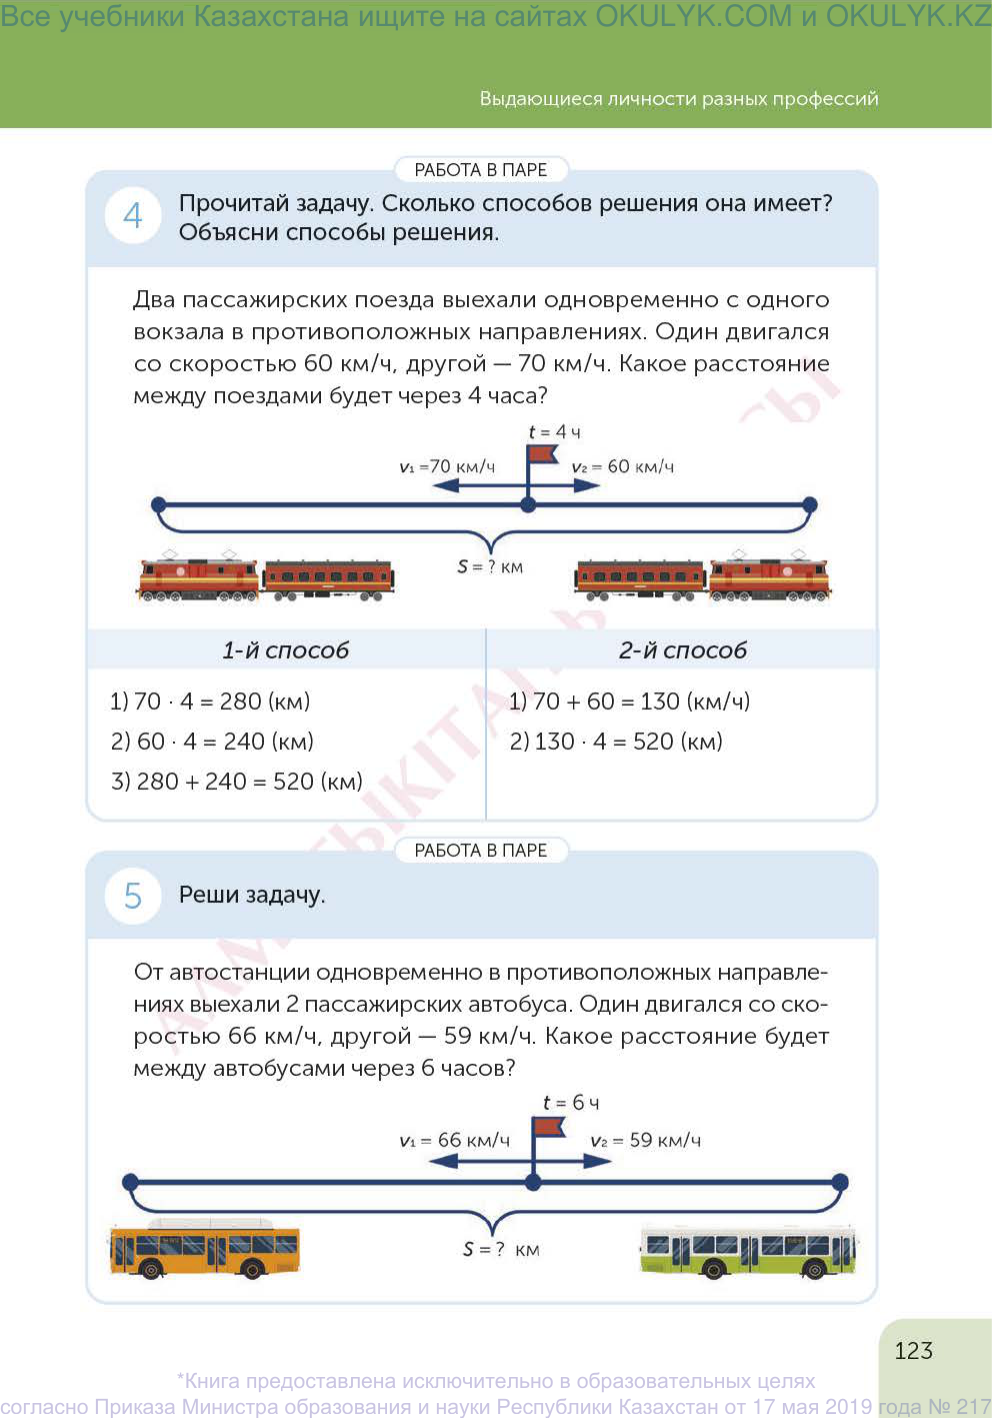 Все учебники Казахстана ищите на сайтах OKULYK.COM и OKULYK.KZ
Выдающиеся личности разных профессий
РАБОТА В ПАРЕ
4
Прочитай задачу. Сколько способов решения она имеет?
Объясни способы решения.
Два пассажирских поезда выехали одновременно с одного
вокзала в противоположных направлениях. Один двигался
со скоростью 60 км/ч, другой — 70 км/ч. Какое расстояние
между поездами будет через 4 часа?
t = 4 ч
v₁ =70 км/ч
v₂ = 60 км/ч
S = ? км
1-й способ
2-й способ
1) 70 · 4 = 280 (км)
2) 60 · 4 = 240 (км)
3) 280 + 240 = 520 (км)
1) 70 + 60 = 130 (км/ч)
2) 130 · 4 = 520 (км)
РАБОТА В ПАРЕ
5
Реши задачу.
От автостанции одновременно в противоположных направле-
ниях выехали 2 пассажирских автобуса. Один двигался со ско-
ростью 66 км/ч, другой — 59 км/ч. Какое расстояние будет
между автобусами через 6 часов?
t = 6 ч
v₁ = 66 км/ч
v₂ = 59 км/ч
S = ? км
123
*Книга предоставлена исключительно в образовательных целях
согласно Приказа Министра образования и науки Республики Казахстан от 17 мая 2019 года № 217